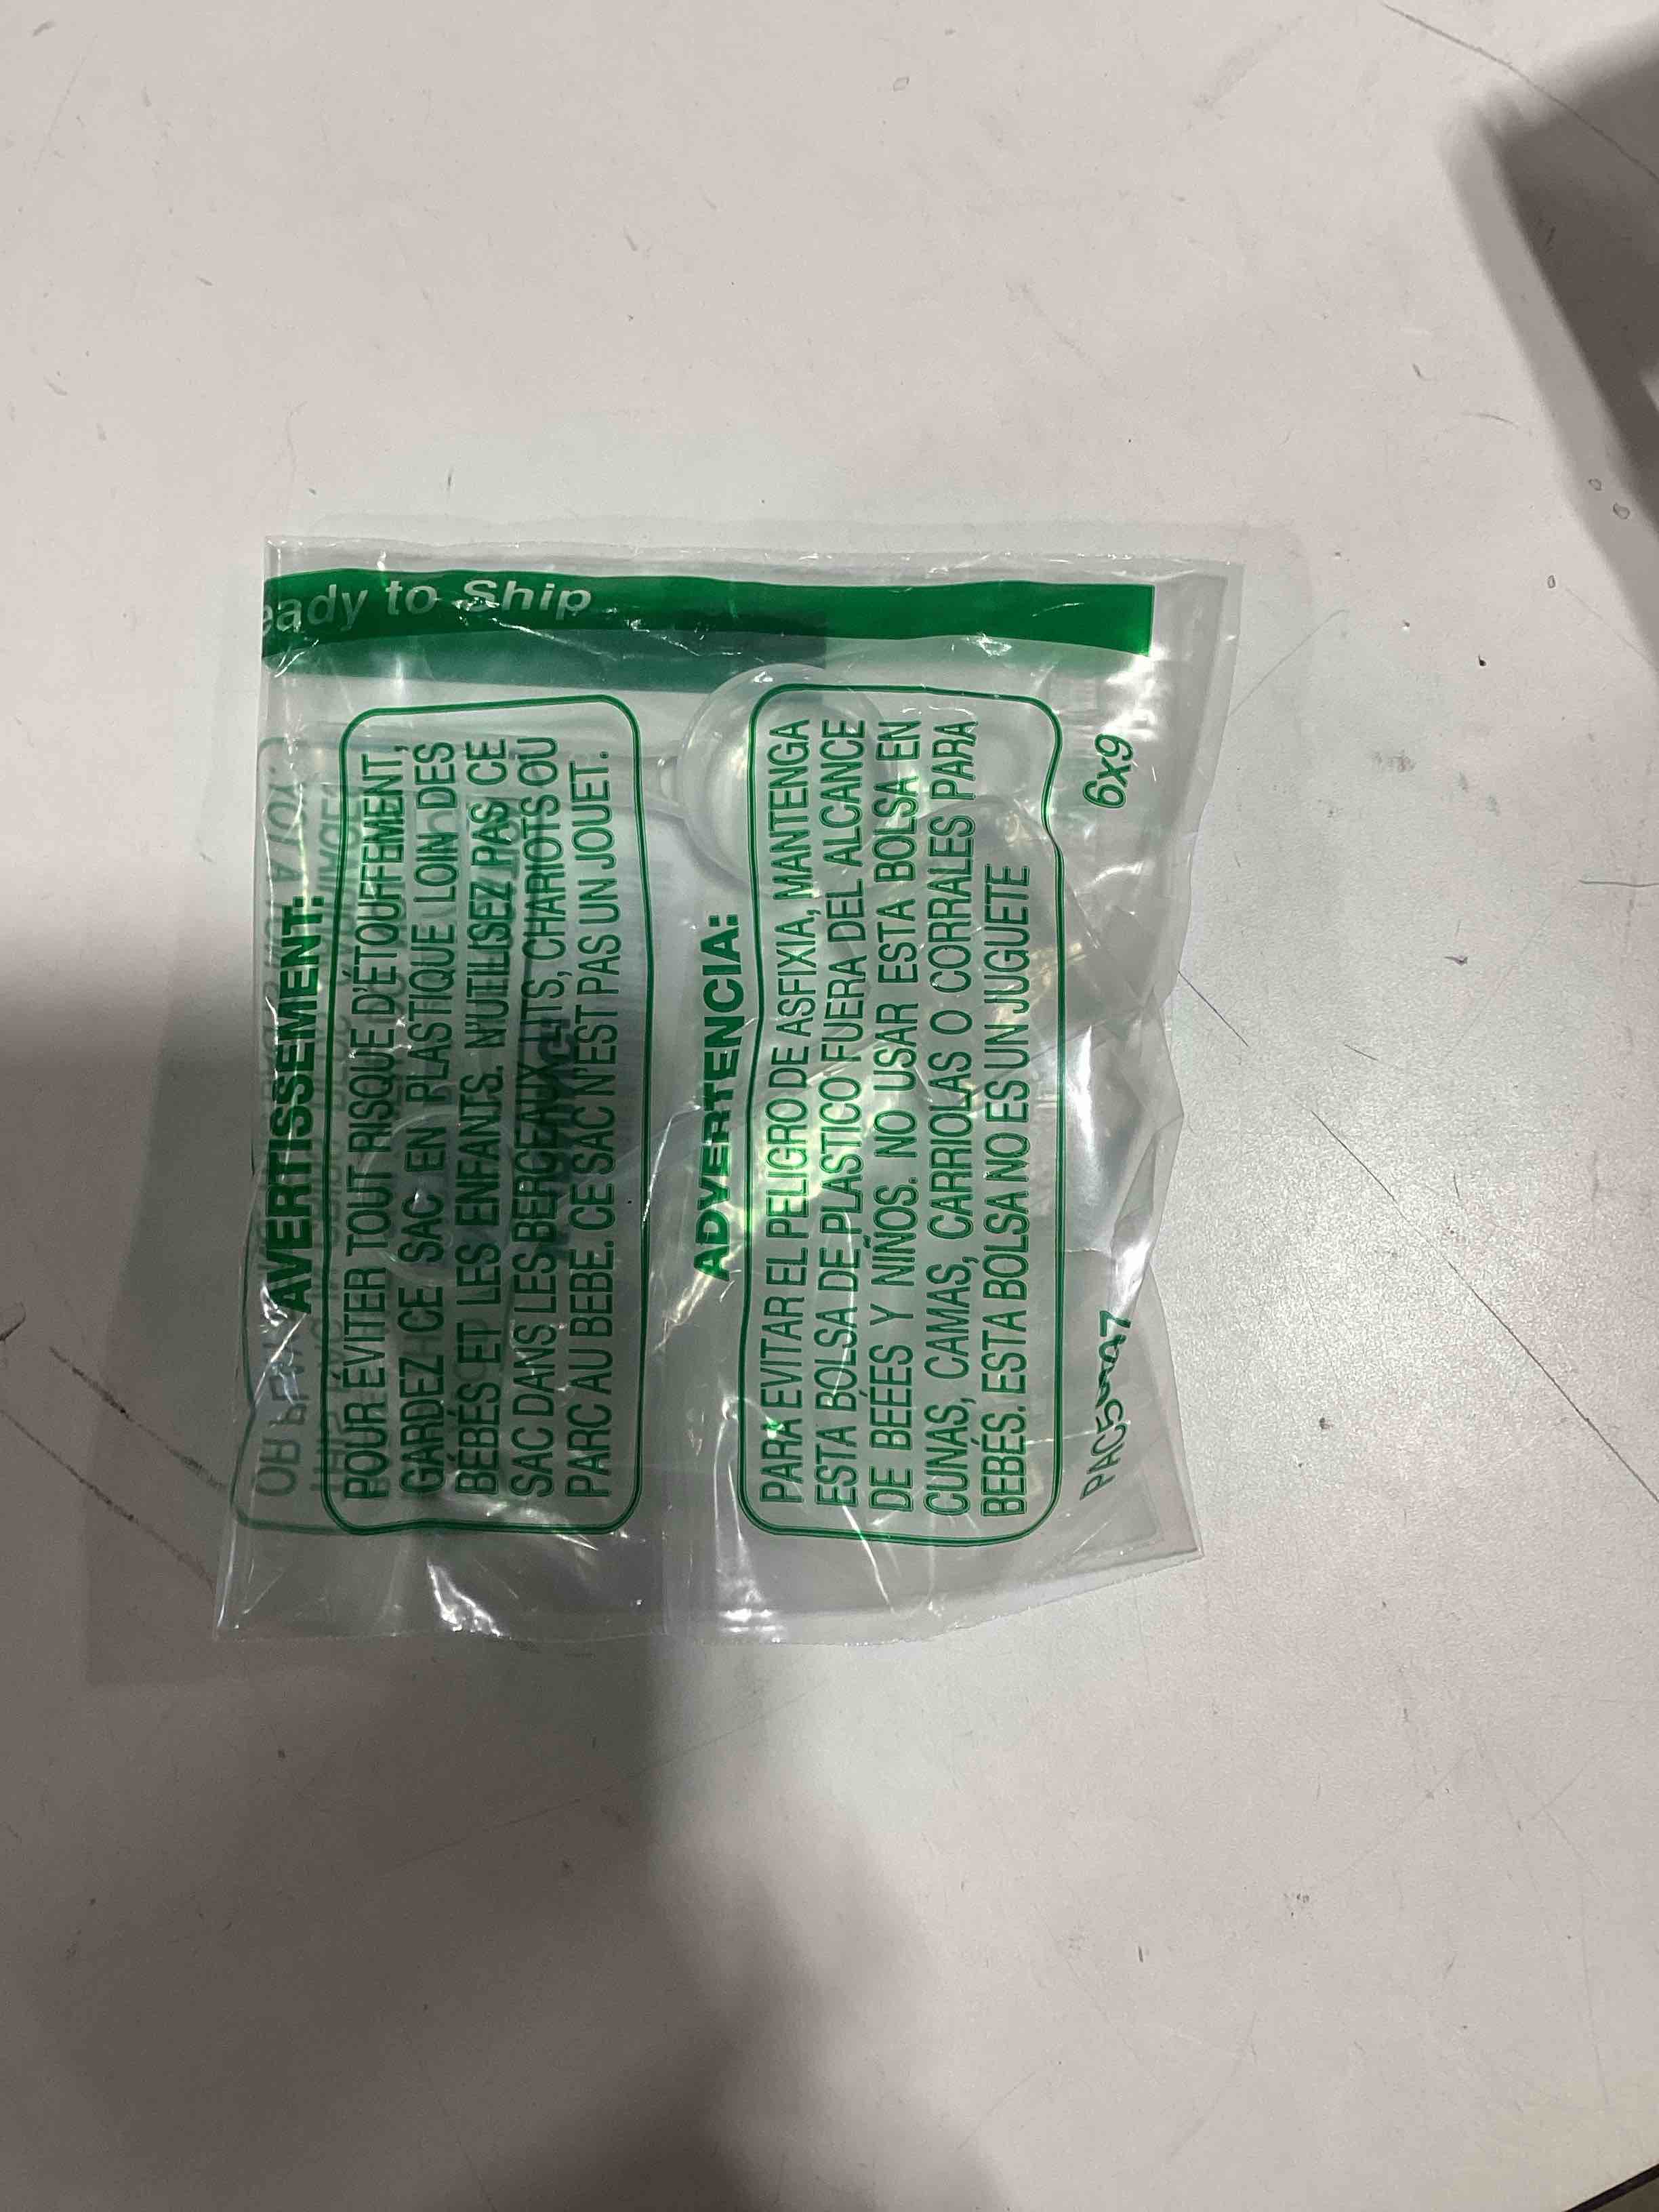 eady to Ship
AVERTISSEMENT:
POUR ÉVITER TOUT RISQUE D'ÉTOUFFEMENT,
GARDEZ CE SAC EN PLASTIQUE LOIN DES
BÉBÉS ET LES ENFANTS. N'UTILISEZ PAS CE
SAC DANS LES BERCEAUX, LITS, CHARIOTS OU
PARC AU BEBE. CE SAC N'EST PAS UN JOUET.
ADVERTENCIA:
PARA EVITAR EL PELIGRO DE ASFIXIA, MANTENGA
ESTA BOLSA DE PLASTICO FUERA DEL ALCANCE
DE BEÉES Y NIÑOS. NO USAR ESTA BOLSA EN
CUNAS, CAMAS, CARRIOLAS O CORRALES PARA
BEBÉS. ESTA BOLSA NO ES UN JUGUETE
6x9